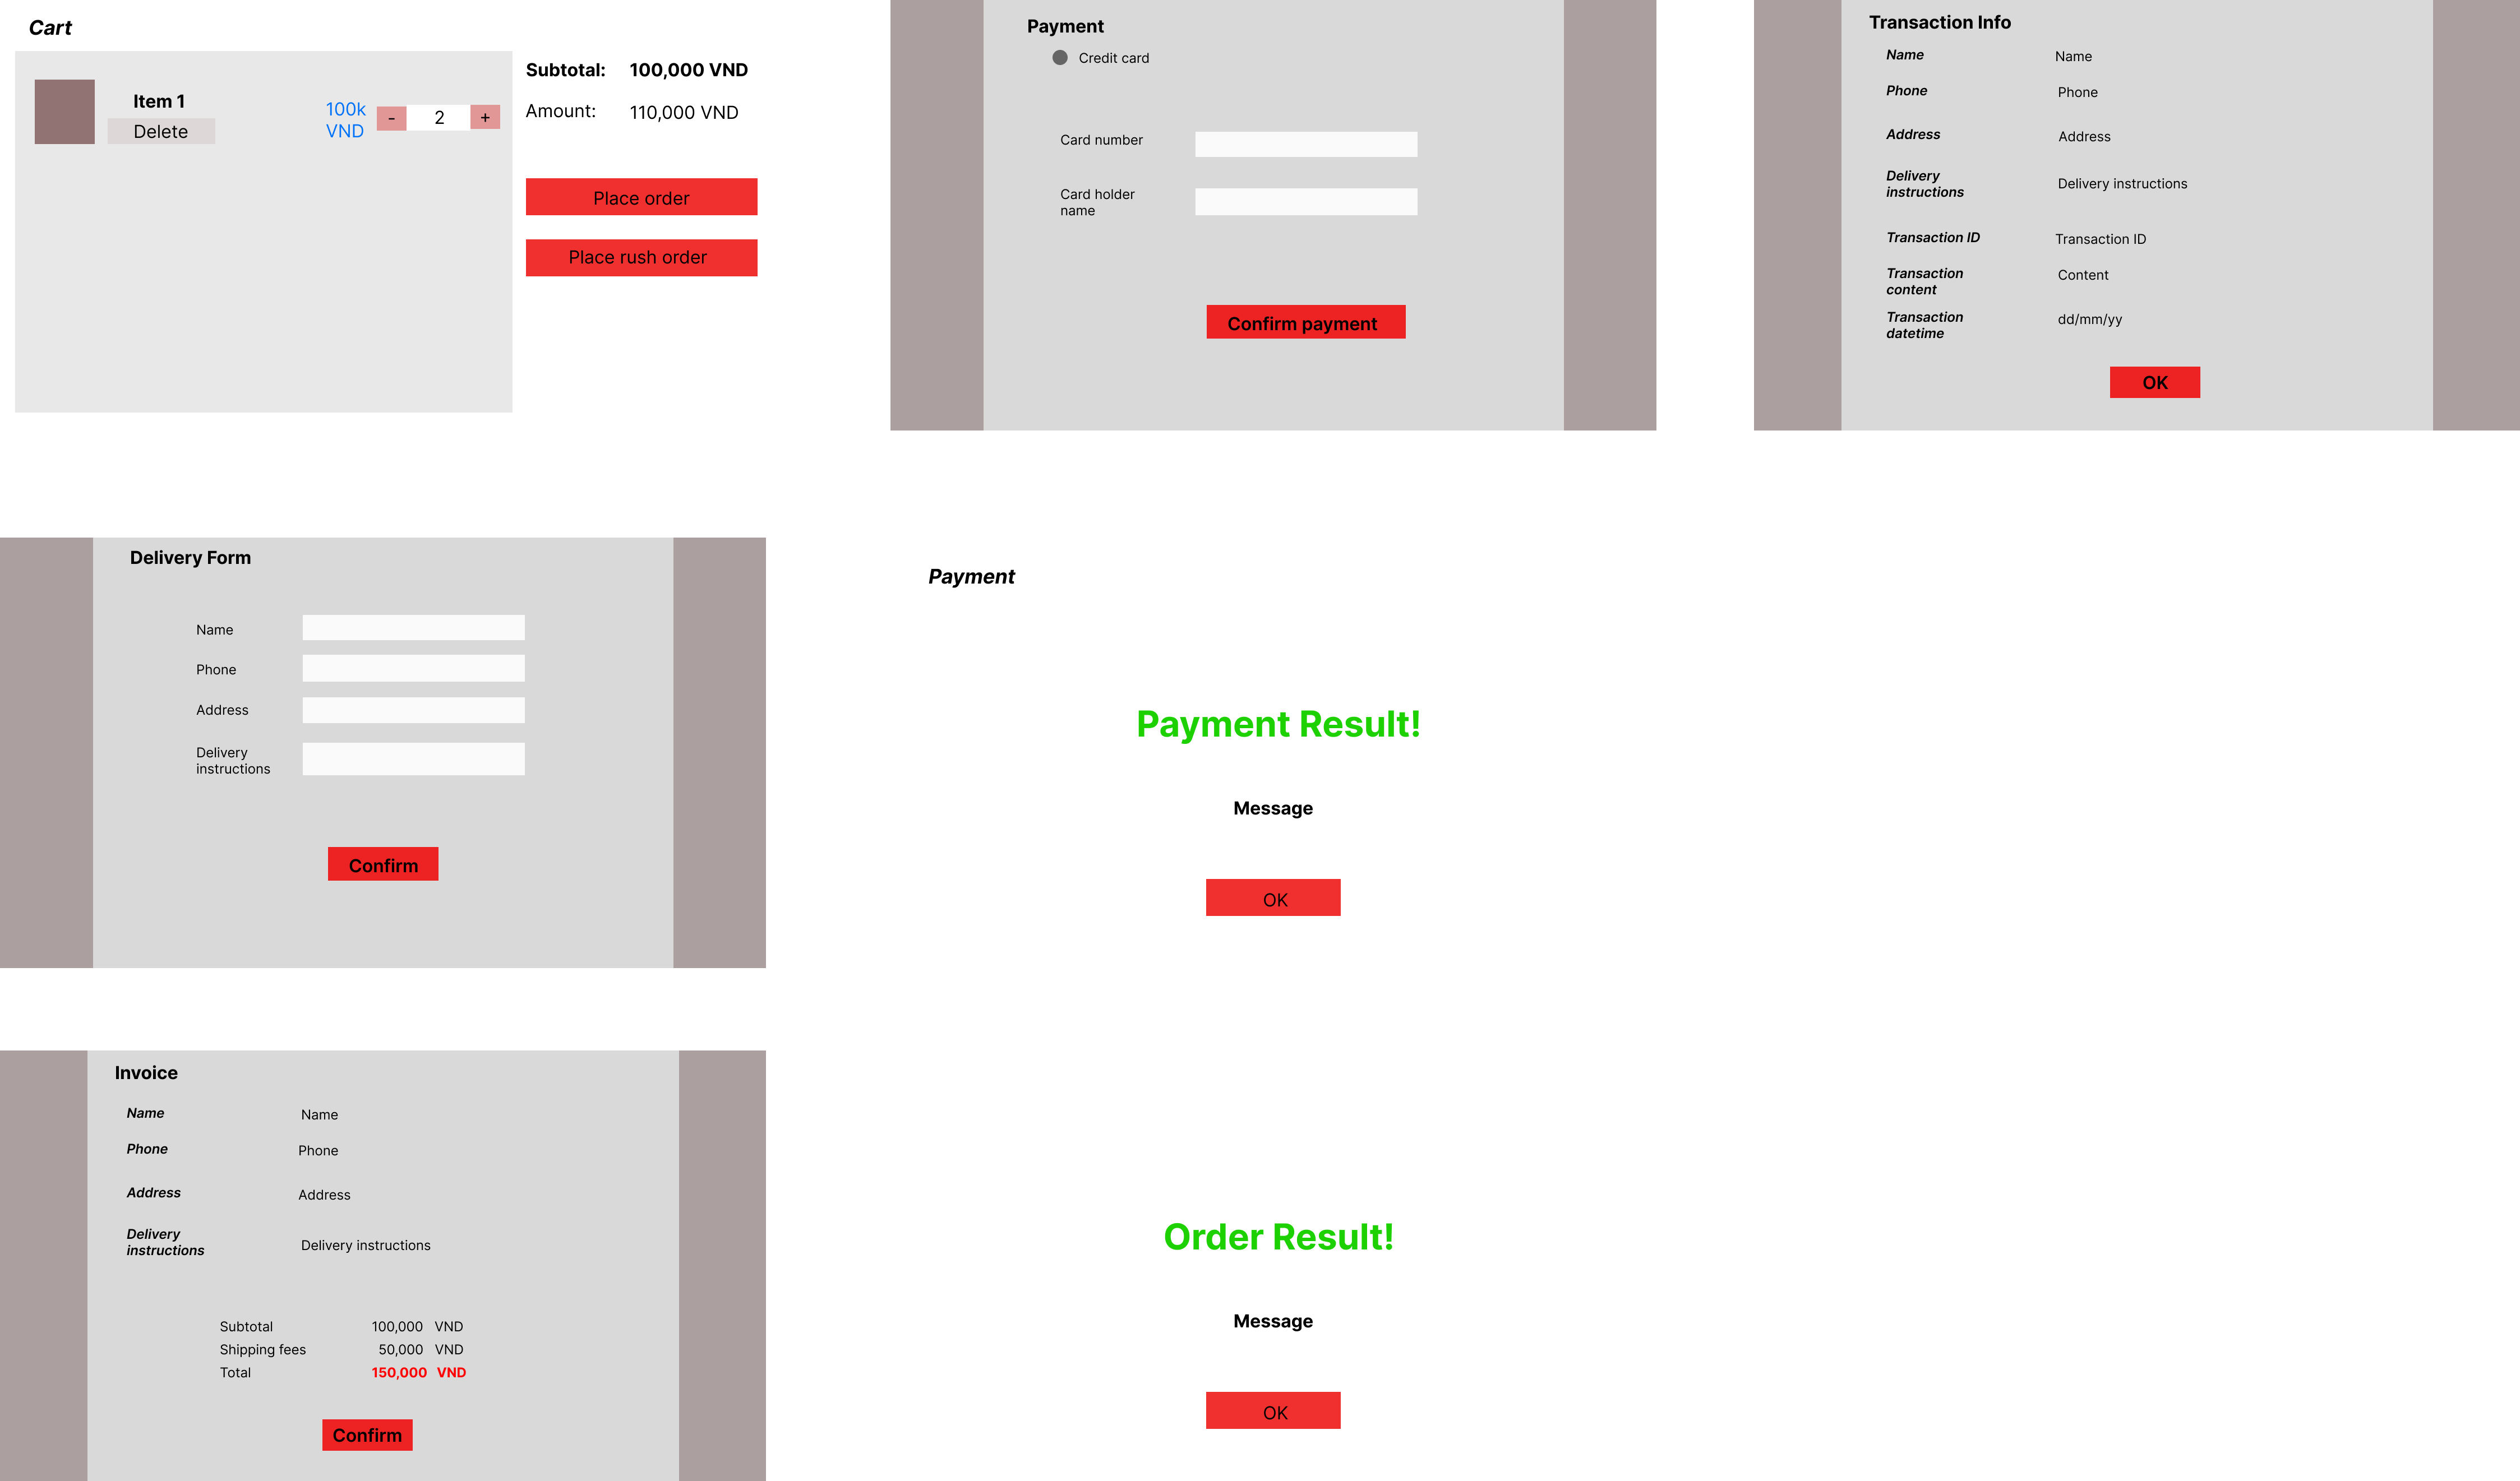 Cart
Item 1
Delete
100k
VND
- 2 +
Subtotal: 100,000 VND
Amount: 110,000 VND
Place order
Place rush order
Payment
Credit card
Card number
Card holder
name
Confirm payment
Transaction Info
Name Name
Phone Phone
Address Address
Delivery
instructions
Delivery instructions
Transaction ID Transaction ID
Transaction
content
Content
Transaction
datetime
dd/mm/yy
OK
Delivery Form
Name
Phone
Address
Delivery
instructions
Confirm
Payment
Payment Result!
Message
OK
Invoice
Name Name
Phone Phone
Address Address
Delivery
instructions
Delivery instructions
Subtotal 100,000 VND
Shipping fees 50,000 VND
Total 150,000 VND
Confirm
Order Result!
Message
OK